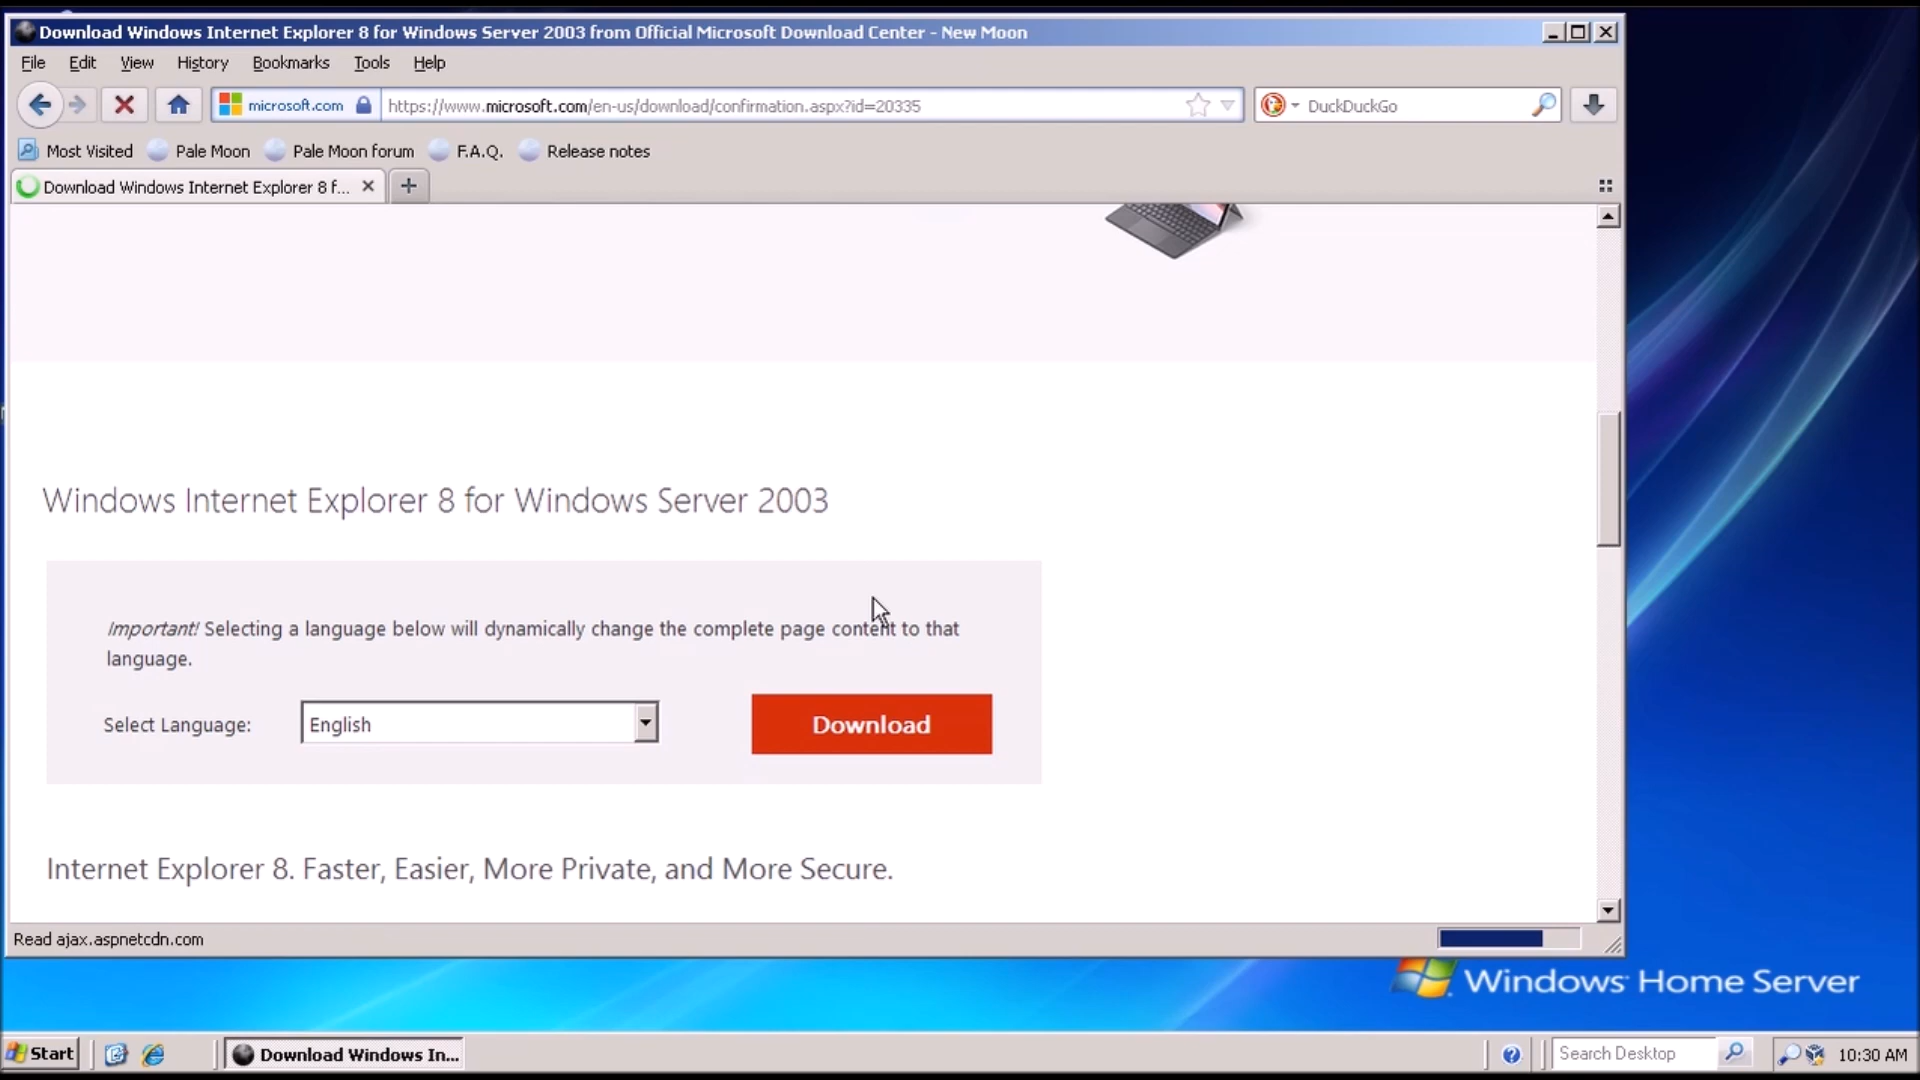 Download Windows Internet Explorer 8 for Windows Server 2003 from Official Microsoft Download Center - New Moon
File Edit View History Bookmarks Tools Help
microsoft.com https://www.microsoft.com/en-us/download/confirmation.aspx?id=20335 DuckDuckGo
Most Visited Pale Moon Pale Moon forum F.A.Q. Release notes
Download Windows Internet Explorer 8 f...
Windows Internet Explorer 8 for Windows Server 2003
Important! Selecting a language below will dynamically change the complete page content to that
language.
Select Language: English Download
Internet Explorer 8. Faster, Easier, More Private, and More Secure.
Read ajax.aspnetcdn.com
Windows Home Server
Start Download Windows In... Search Desktop 10:30 AM